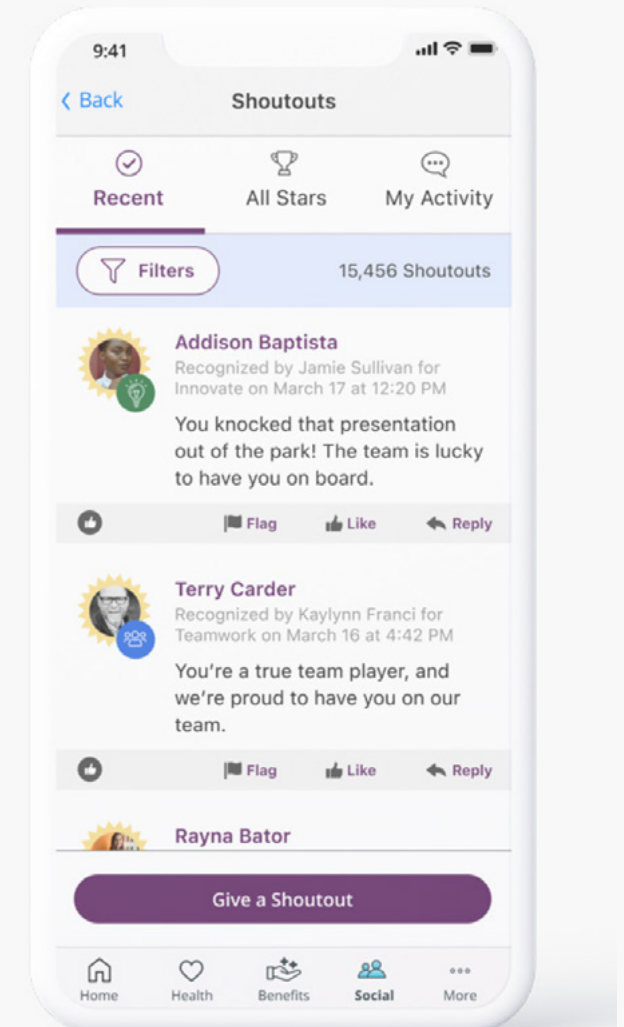 9:41
Back
Shoutouts
Recent
All Stars
My Activity
Filters
15,456 Shoutouts
Addison Baptista
Recognized by Jamie Sullivan for
Innovate on March 17 at 12:20 PM
You knocked that presentation
out of the park! The team is lucky
to have you on board.
Flag
Like
Reply
Terry Carder
Recognized by Kaylynn Franci for
Teamwork on March 16 at 4:42 PM
You're a true team player, and
we're proud to have you on our
team.
Flag
Like
Reply
Rayna Bator
Give a Shoutout
Home
Health
Benefits
Social
More